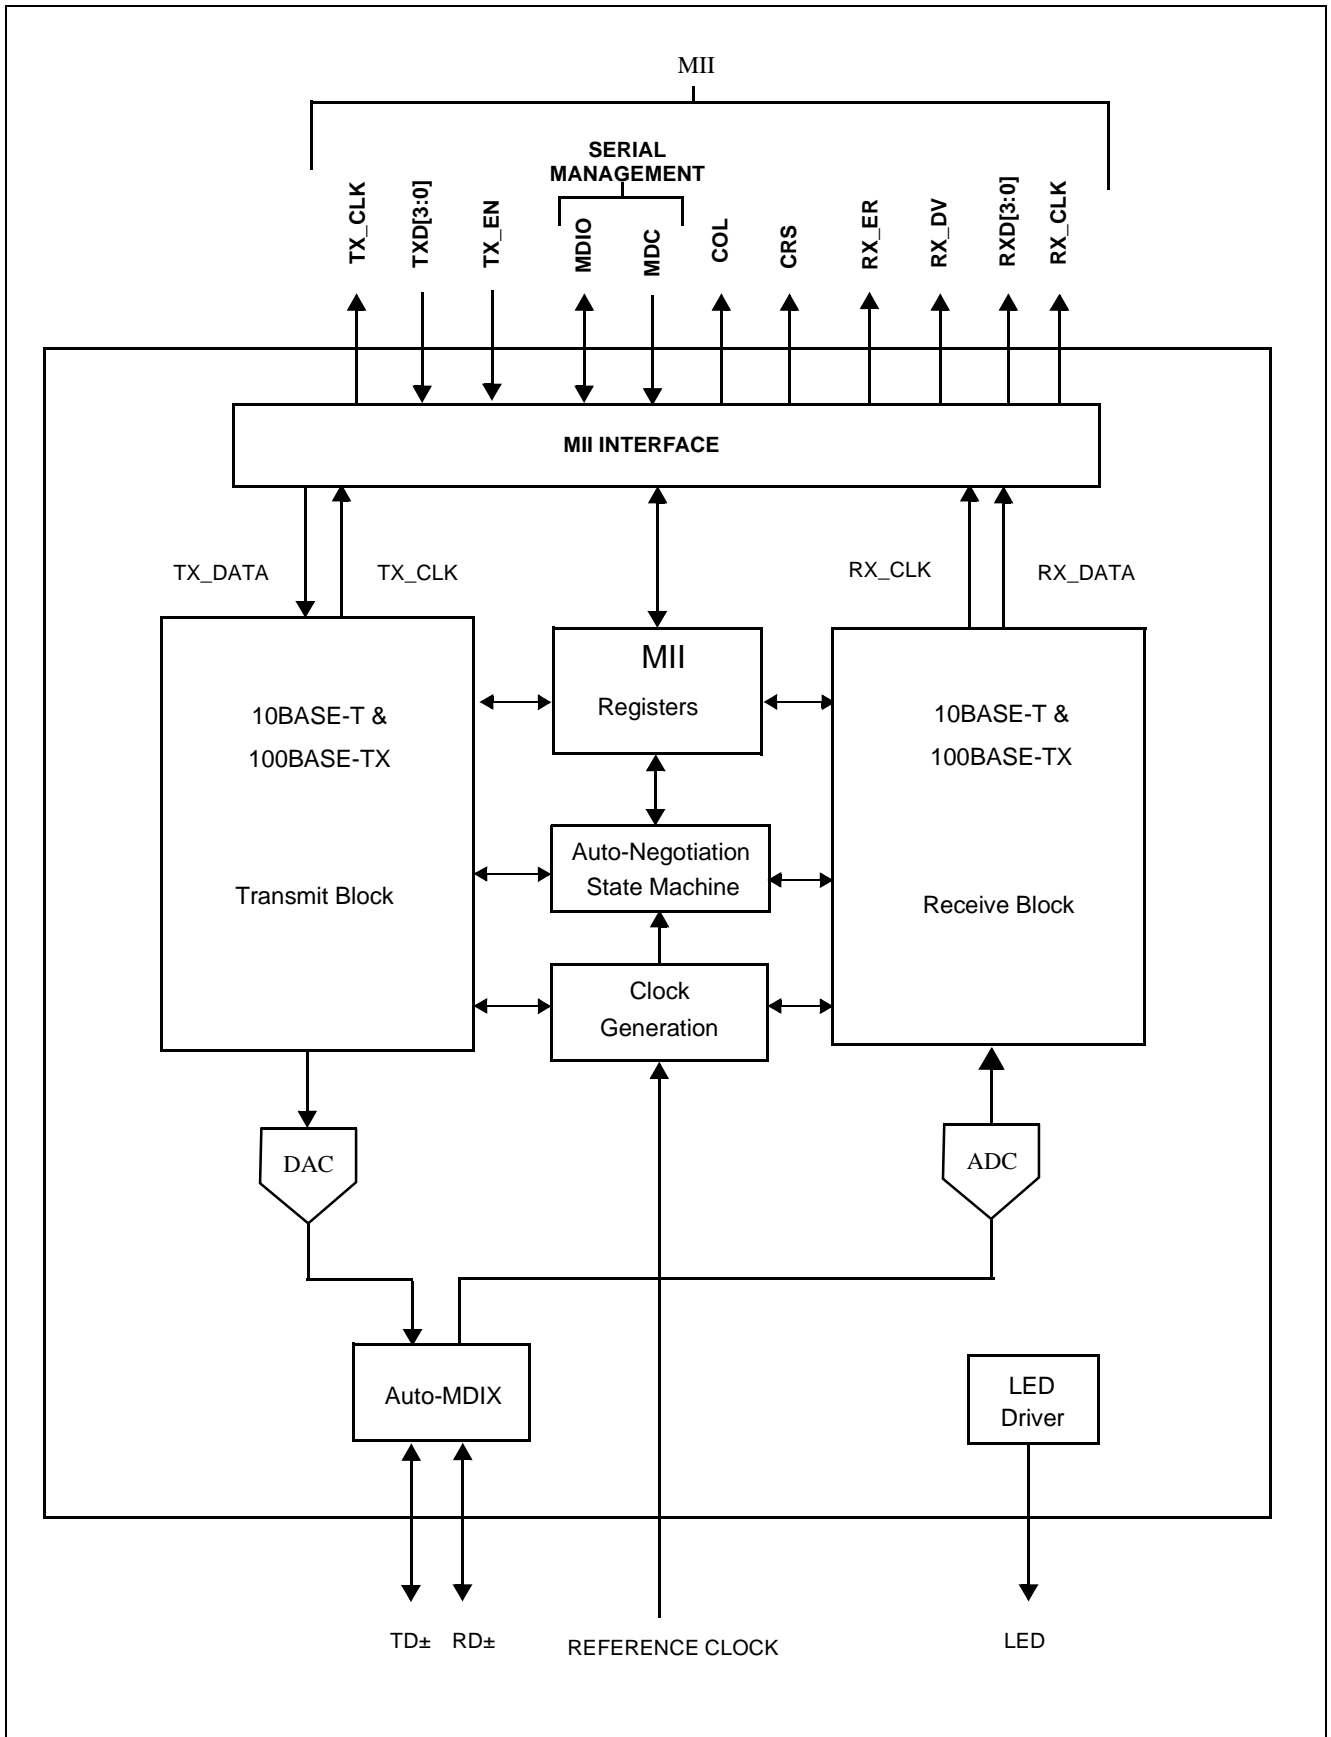 MII
SERIAL
MANAGEMENT
TX_CLK
TXD[3:0]
TX_EN
MDIO
MDC
COL
CRS
RX_ER
RX_DV
RXD[3:0]
RX_CLK
MII INTERFACE
TX_DATA
TX_CLK
RX_CLK
RX_DATA
10BASE-T &
100BASE-TX
Transmit Block
MII
Registers
10BASE-T &
100BASE-TX
Receive Block
Auto-Negotiation
State Machine
Clock
Generation
DAC
ADC
Auto-MDIX
LED
Driver
TD±
RD±
REFERENCE CLOCK
LED